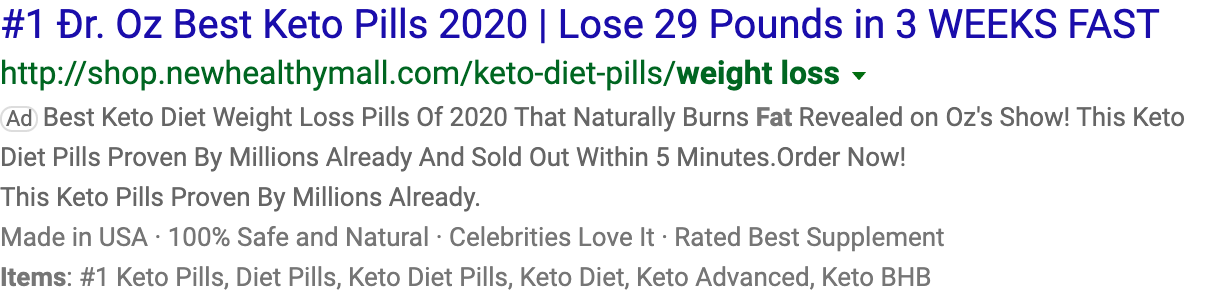 #1 Đr. Oz Best Keto Pills 2020 | Lose 29 Pounds in 3 WEEKS FAST
http://shop.newhealthymall.com/keto-diet-pills/weight loss
Ad Best Keto Diet Weight Loss Pills Of 2020 That Naturally Burns Fat Revealed on Oz's Show! This Keto
Diet Pills Proven By Millions Already And Sold Out Within 5 Minutes.Order Now!
This Keto Pills Proven By Millions Already.
Made in USA · 100% Safe and Natural · Celebrities Love It · Rated Best Supplement
Items: #1 Keto Pills, Diet Pills, Keto Diet Pills, Keto Diet, Keto Advanced, Keto BHB